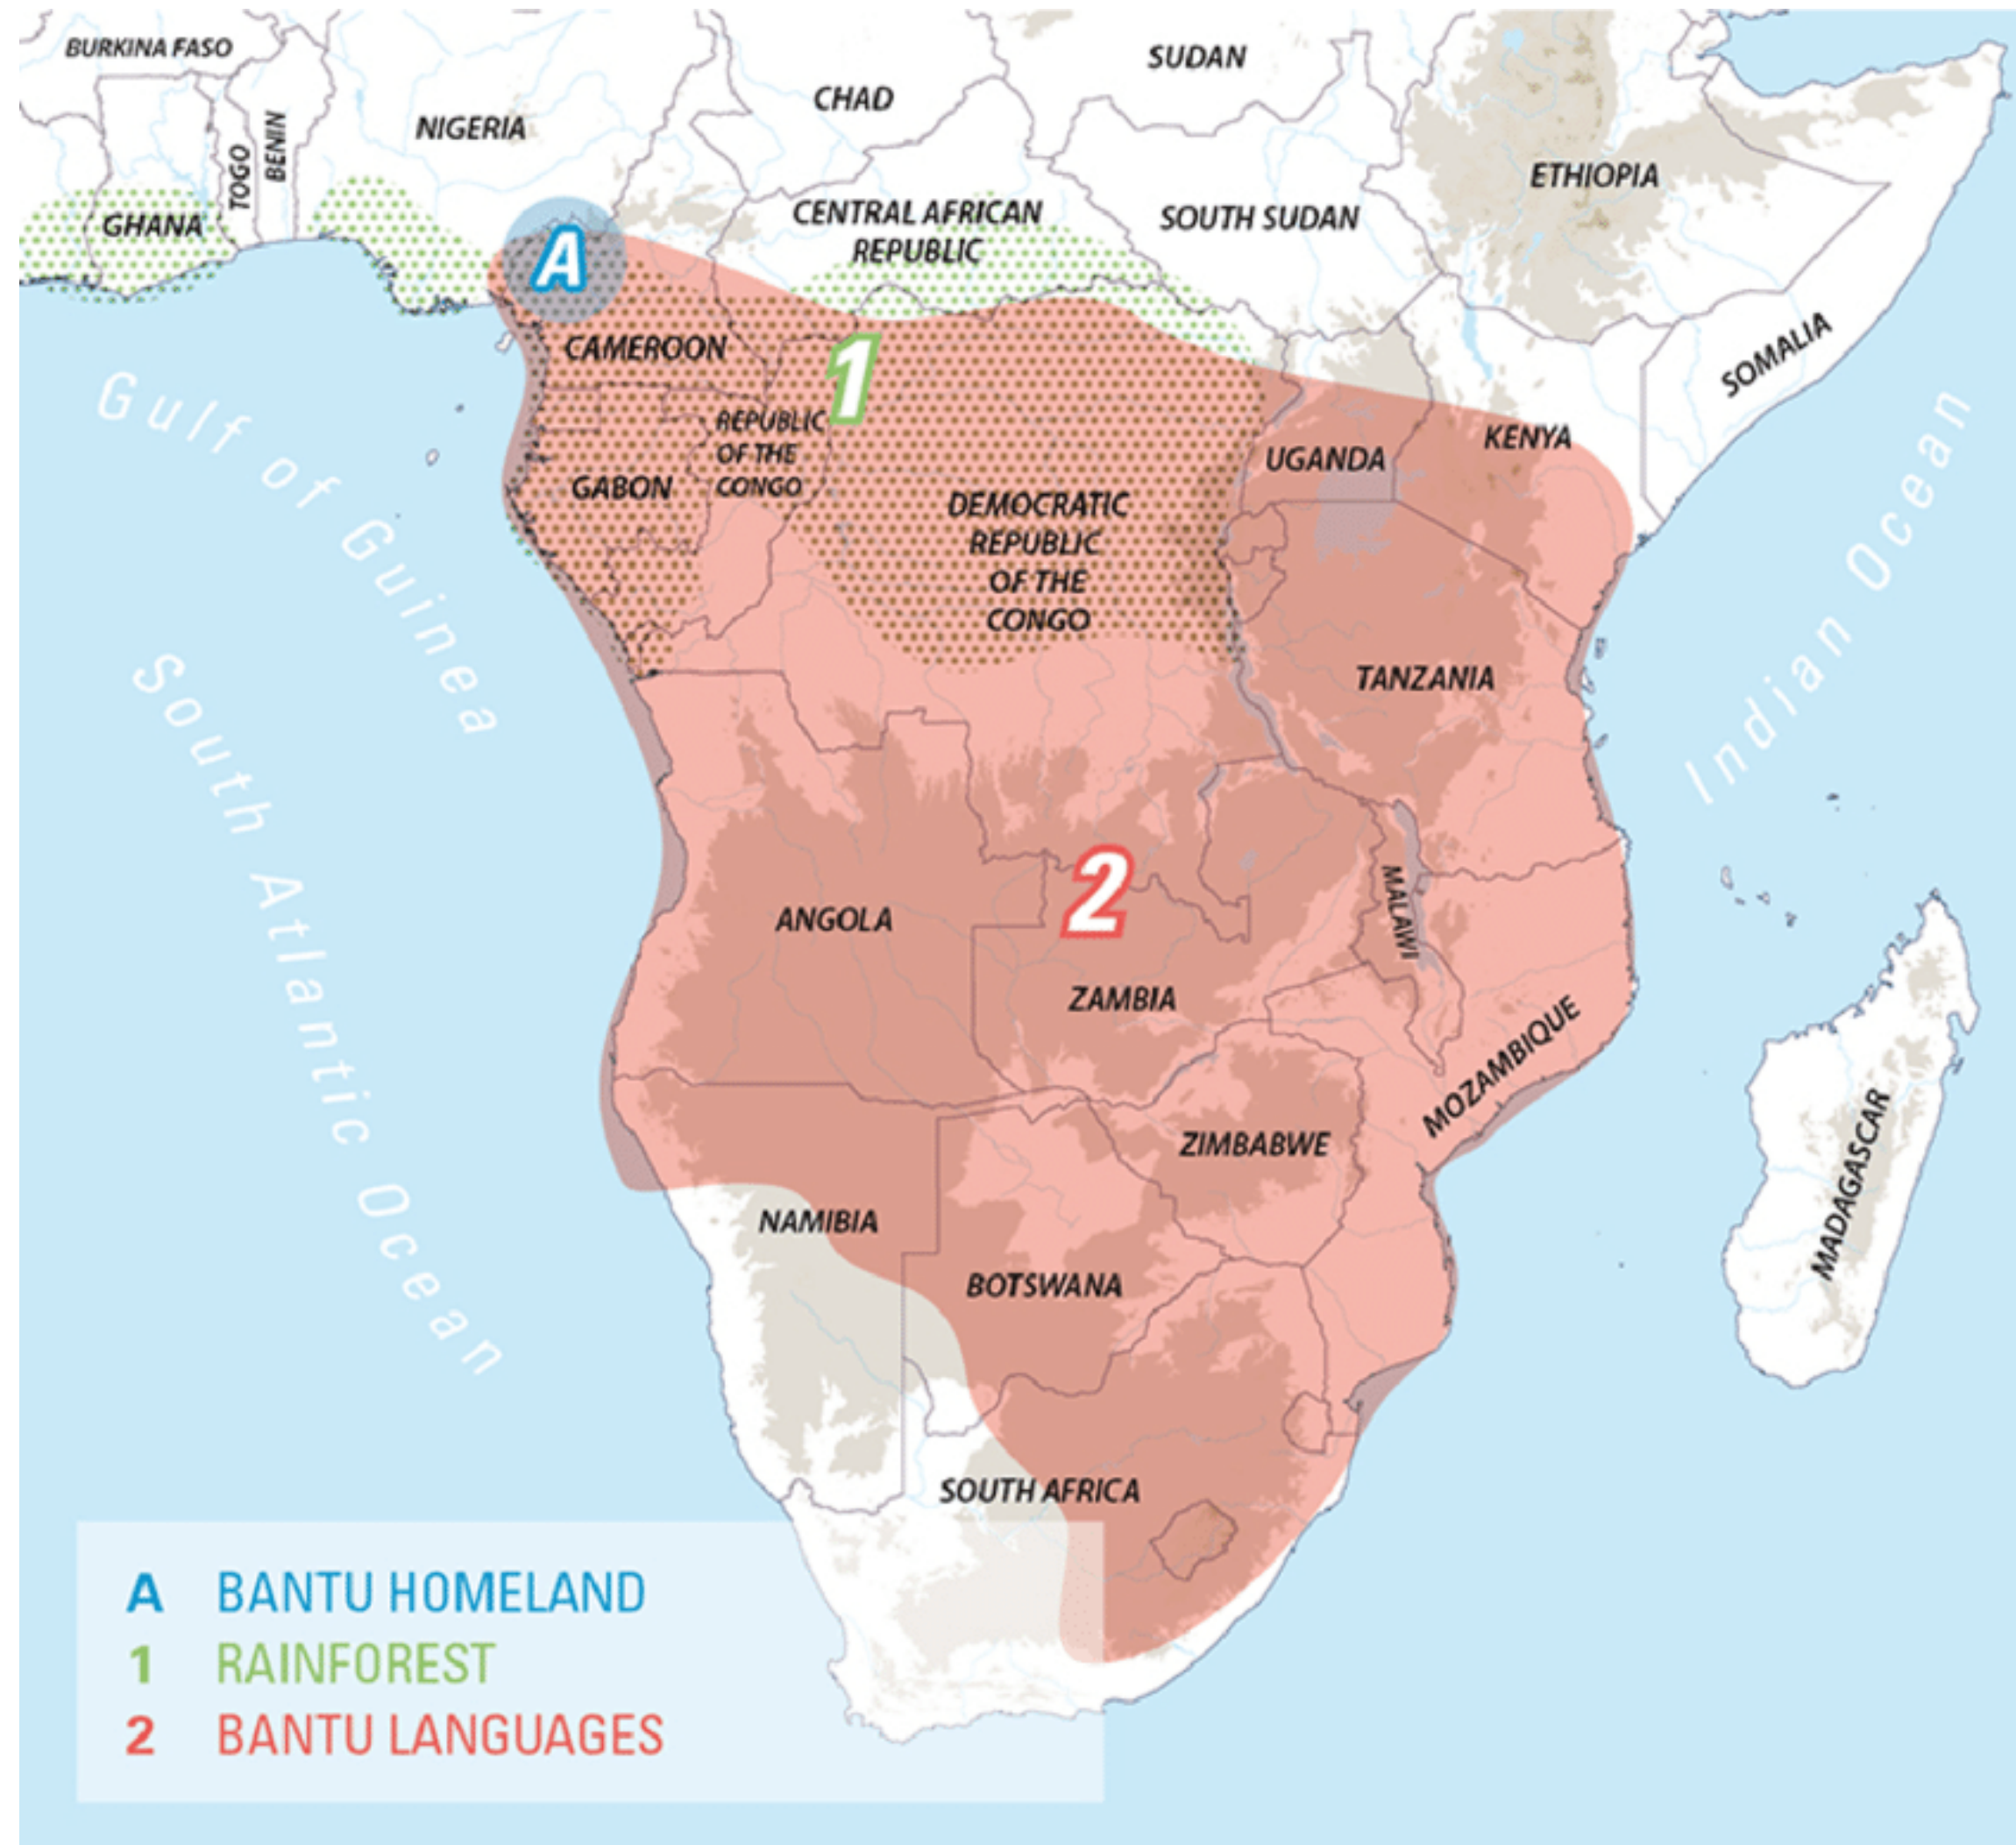 BURKINA FASO
SUDAN
CHAD
NIGERIA
TOGO
BENIN
GHANA
ETHIOPIA
CENTRAL AFRICAN
REPUBLIC
SOUTH SUDAN
A
CAMEROON
1
SOMALIA
REPUBLIC
OF THE
CONGO
KENYA
UGANDA
GABON
DEMOCRATIC
REPUBLIC
OF THE
CONGO
Gulf of Guinea
Indian Ocean
TANZANIA
South Atlantic Ocean
2
MALAWI
ANGOLA
ZAMBIA
MOZAMBIQUE
ZIMBABWE
MADAGASCAR
NAMIBIA
BOTSWANA
SOUTH AFRICA
A BANTU HOMELAND
1 RAINFOREST
2 BANTU LANGUAGES